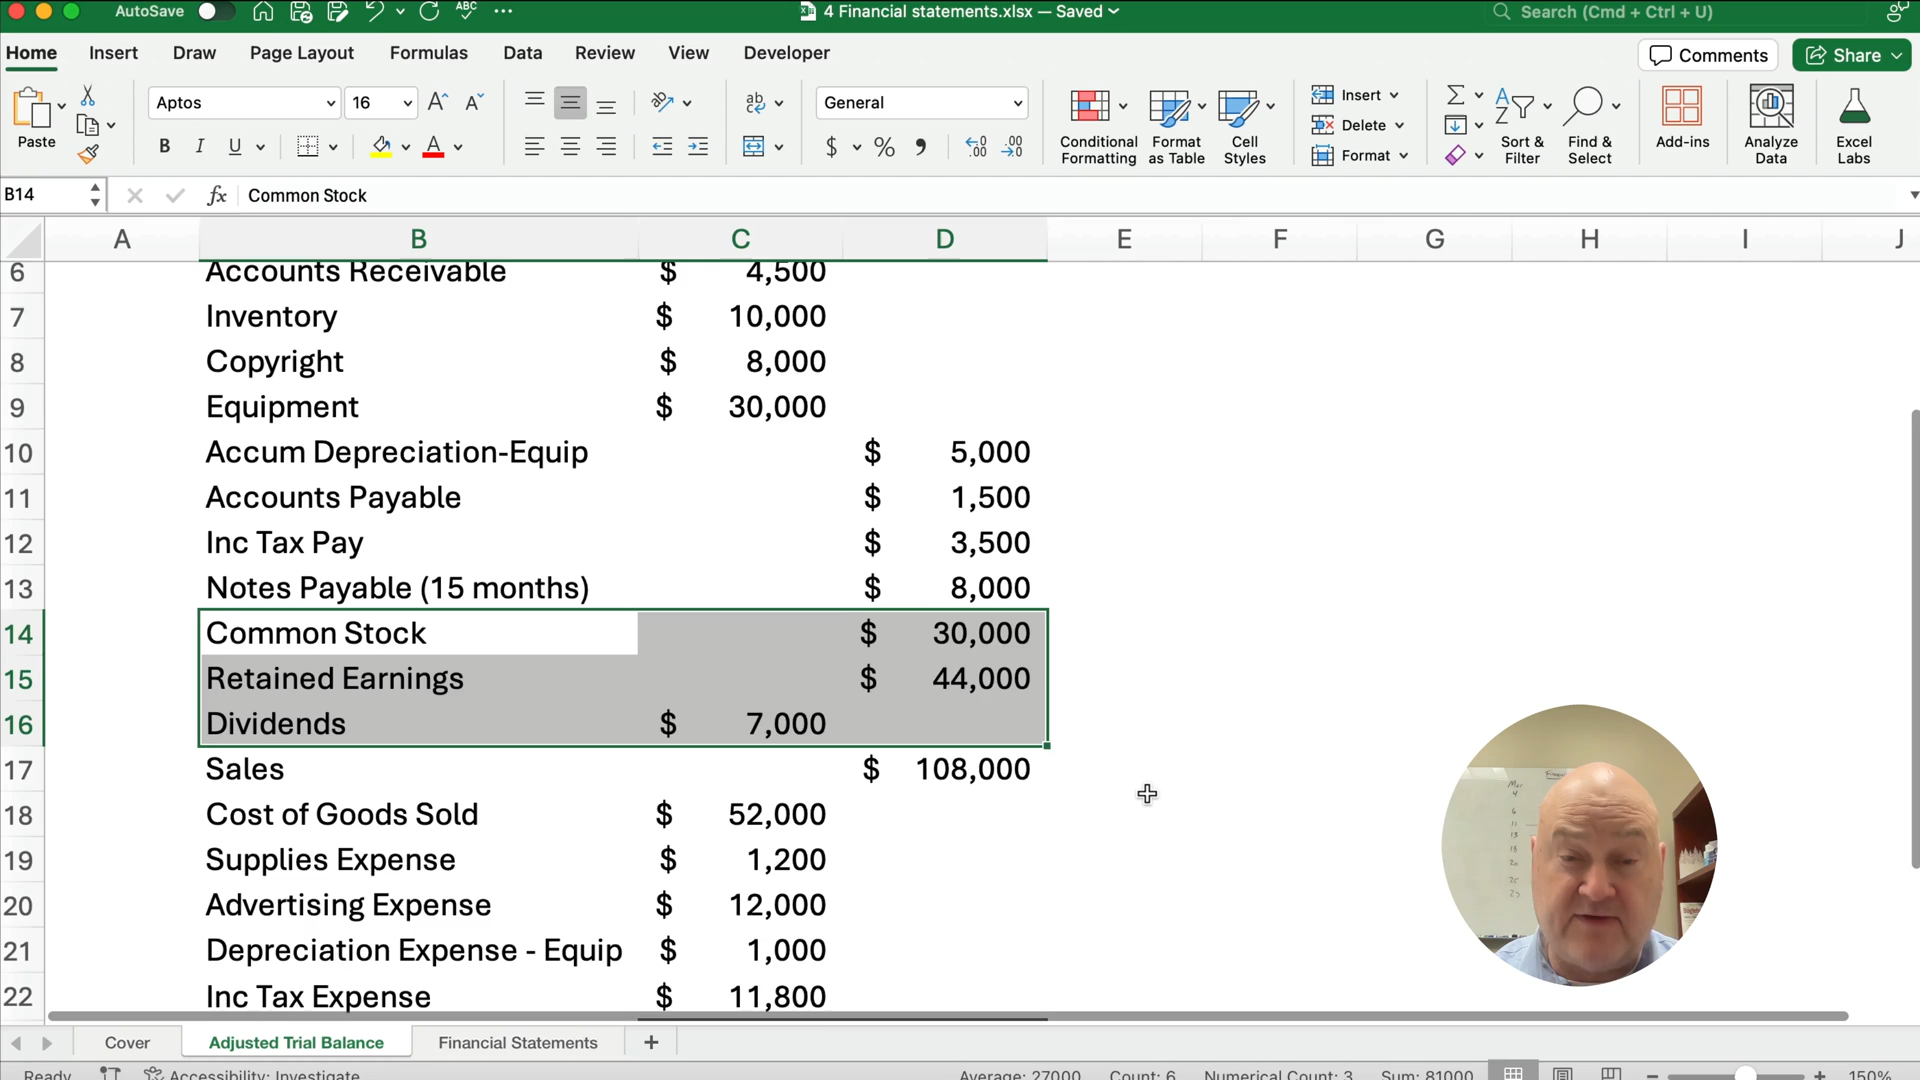 AutoSave
ABC
4 Financial statements.xlsx — Saved
Search (Cmd + Ctrl + U)
Home Insert Draw Page Layout Formulas Data Review View Developer
Comments Share
Paste
Aptos 16
B I U A
General
Conditional Formatting
Format as Table
Cell Styles
Insert
Delete
Format
Sort & Filter
Find & Select
Add-ins
Analyze Data
Excel Labs
B14 fx Common Stock
A B C D E F G H I J
6 Accounts Receivable $ 4,500
7 Inventory $ 10,000
8 Copyright $ 8,000
9 Equipment $ 30,000
10 Accum Depreciation-Equip $ 5,000
11 Accounts Payable $ 1,500
12 Inc Tax Pay $ 3,500
13 Notes Payable (15 months) $ 8,000
14 Common Stock $ 30,000
15 Retained Earnings $ 44,000
16 Dividends $ 7,000
17 Sales $ 108,000
18 Cost of Goods Sold $ 52,000
19 Supplies Expense $ 1,200
20 Advertising Expense $ 12,000
21 Depreciation Expense - Equip $ 1,000
22 Inc Tax Expense $ 11,800
Cover Adjusted Trial Balance Financial Statements +
Ready Accessibility: Investigate Average: 27000 Count: 6 Numerical Count: 3 Sum: 81000 150%